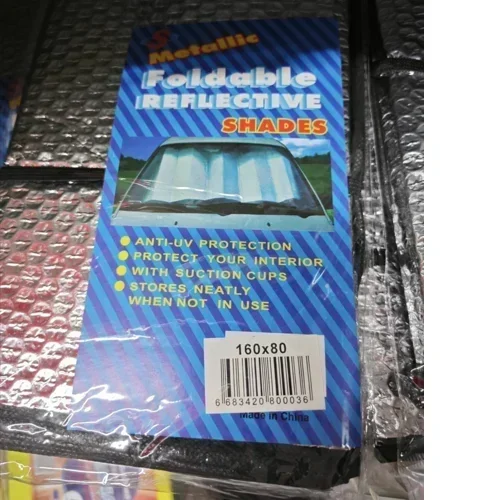 Metallic
Foldable
REFLECTIVE
SHADES
ANTI-UV PROTECTION
PROTECT YOUR INTERIOR
WITH SUCTION CUPS
STORES NEATLY
WHEN NOT IN USE
160x80
6 683420 800036
Made in China